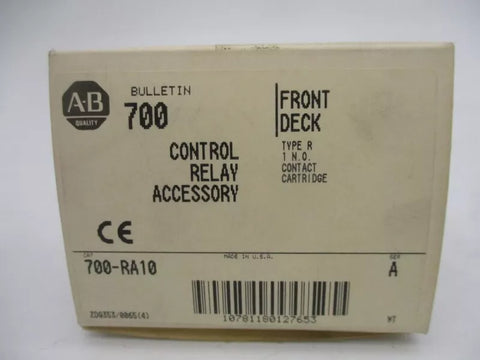 A-B
QUALITY
BULLETIN
700
CONTROL
RELAY
ACCESSORY
FRONT
DECK
TYPE R
1 N.O.
CONTACT
CARTRIDGE
CE
CAT
700-RA10
MADE IN U.S.A.
SER
A
10781180127653
WT